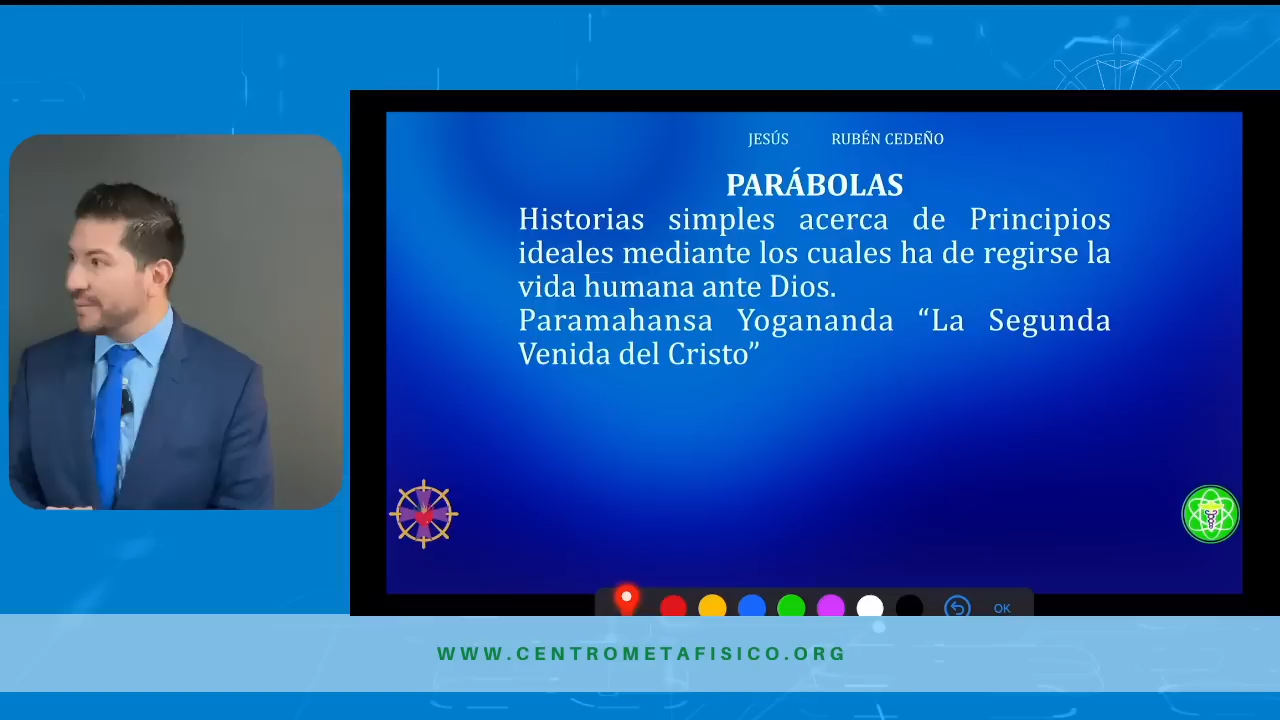 JESÚS RUBÉN CEDEÑO
PARÁBOLAS
Historias simples acerca de Principios
ideales mediante los cuales ha de regirse la
vida humana ante Dios.
Paramahansa Yogananda “La Segunda
Venida del Cristo”
OK
WWW.CENTROMETAFISICO.ORG